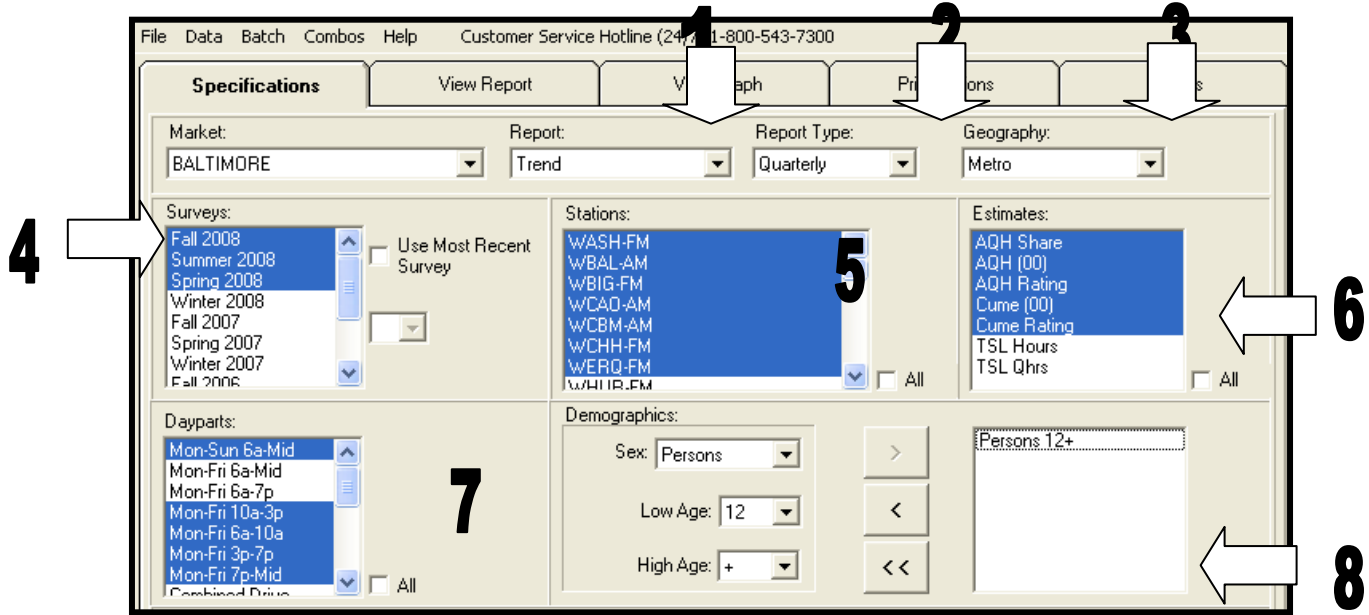 1 2 3
File Data Batch Combos Help Customer Service Hotline (24/ 1-800-543-7300
Specifications View Report
Market: Report: Report Type: Geography:
BALTIMORE Trend Quarterly Metro
4
Surveys:
Fall 2008
Summer 2008
Spring 2008
Winter 2008
Fall 2007
Spring 2007
Winter 2007
Fall 2006
Use Most Recent
Survey
Stations:
WASH-FM
WBAL-AM
WBIG-FM
WCAO-AM
WCBM-AM
WCHH-FM
WERQ-FM
WHUR-FM
All
5
Estimates:
AQH Share
AQH (00)
AQH Rating
Cume (00)
Cume Rating
TSL Hours
TSL Qhrs
All
6
Dayparts:
Mon-Sun 6a-Mid
Mon-Fri 6a-Mid
Mon-Fri 6a-7p
Mon-Fri 10a-3p
Mon-Fri 6a-10a
Mon-Fri 3p-7p
Mon-Fri 7p-Mid
Combined Drive
All
7
Demographics:
Sex: Persons
Low Age: 12
High Age: +
>
<
<<
Persons 12+
8